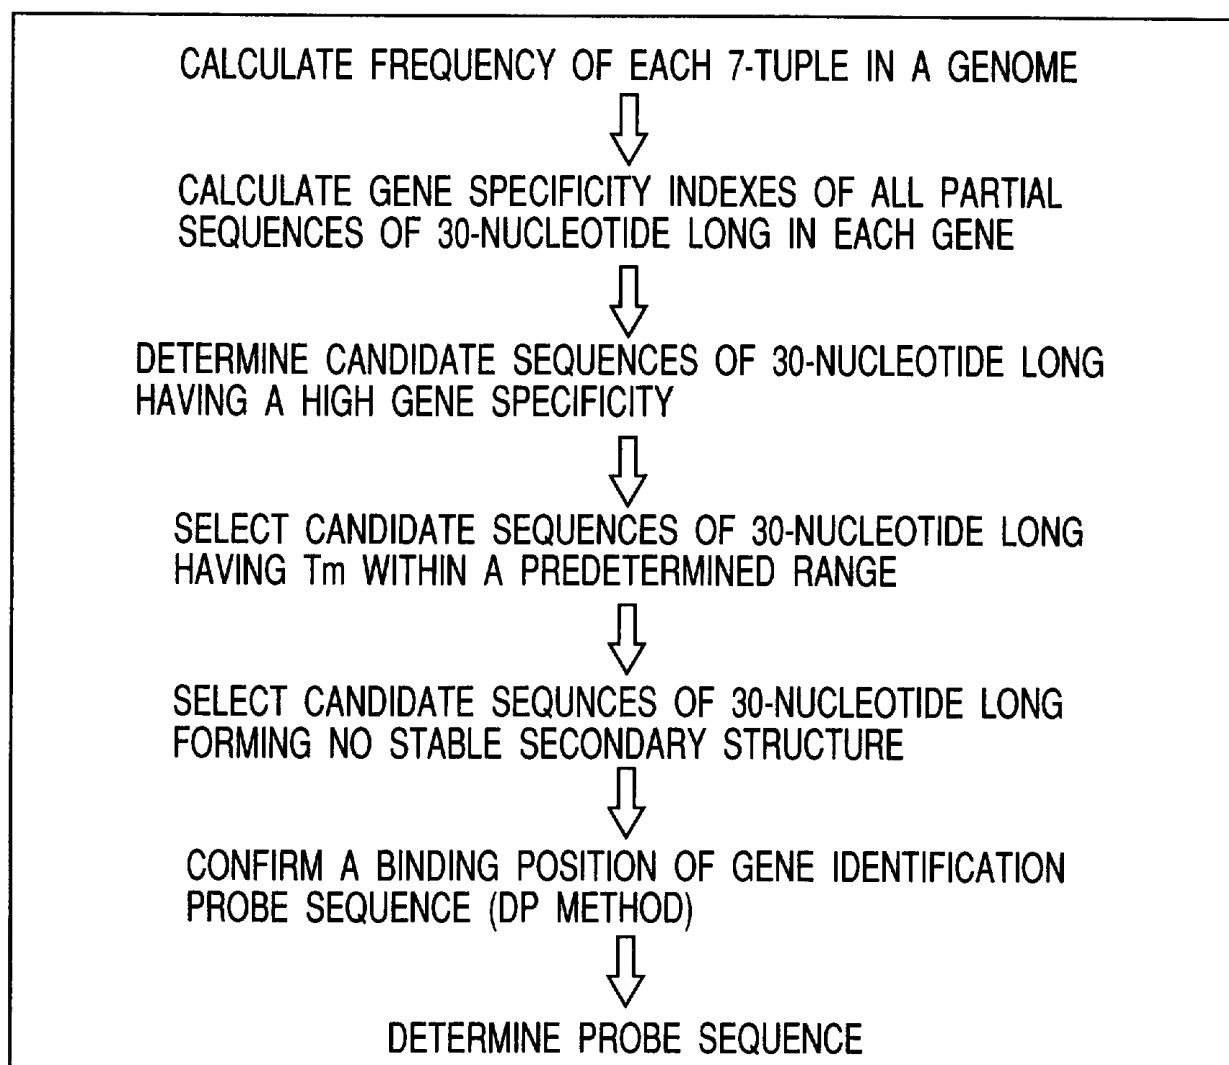 CALCULATE FREQUENCY OF EACH 7-TUPLE IN A GENOME
CALCULATE GENE SPECIFICITY INDEXES OF ALL PARTIAL
SEQUENCES OF 30-NUCLEOTIDE LONG IN EACH GENE
DETERMINE CANDIDATE SEQUENCES OF 30-NUCLEOTIDE LONG
HAVING A HIGH GENE SPECIFICITY
SELECT CANDIDATE SEQUENCES OF 30-NUCLEOTIDE LONG
HAVING Tm WITHIN A PREDETERMINED RANGE
SELECT CANDIDATE SEQUNCES OF 30-NUCLEOTIDE LONG
FORMING NO STABLE SECONDARY STRUCTURE
CONFIRM A BINDING POSITION OF GENE IDENTIFICATION
PROBE SEQUENCE (DP METHOD)
DETERMINE PROBE SEQUENCE